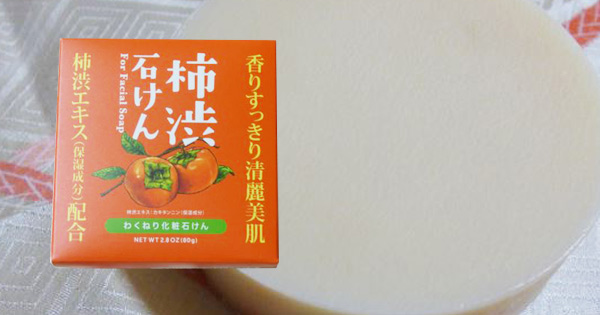 香りすっきり清麗美肌
柿渋
石けん
For Facial Soap
柿渋エキス(保湿成分)配合
柿渋エキス:カキタンニン(保湿成分)
わくねり化粧石けん
NET WT 2.8 OZ (80g)